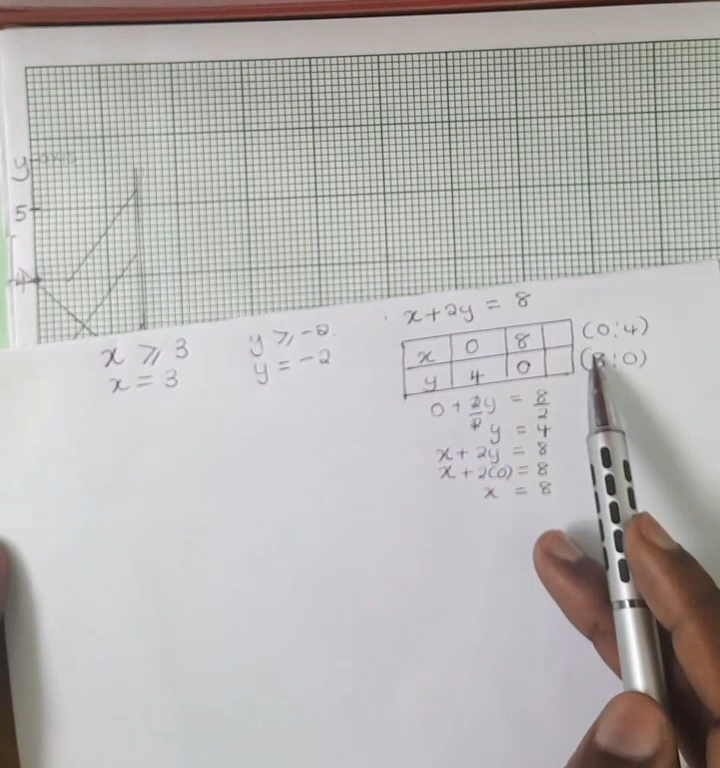 y axis
5
4
x ≥ 3
x = 3
y ≥ -2.
y = -2
x + 2y = 8
x 0 8
y 4 0
(0;4)
(8;0)
0 + 2y/2 = 8/2
y = 4
x + 2y = 8
x + 2(0) = 8
x = 8